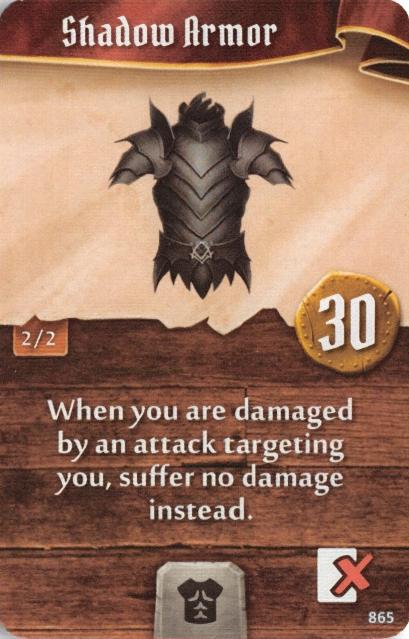 Shadow Armor
30
2/2
When you are damaged
by an attack targeting
you, suffer no damage
instead.
865